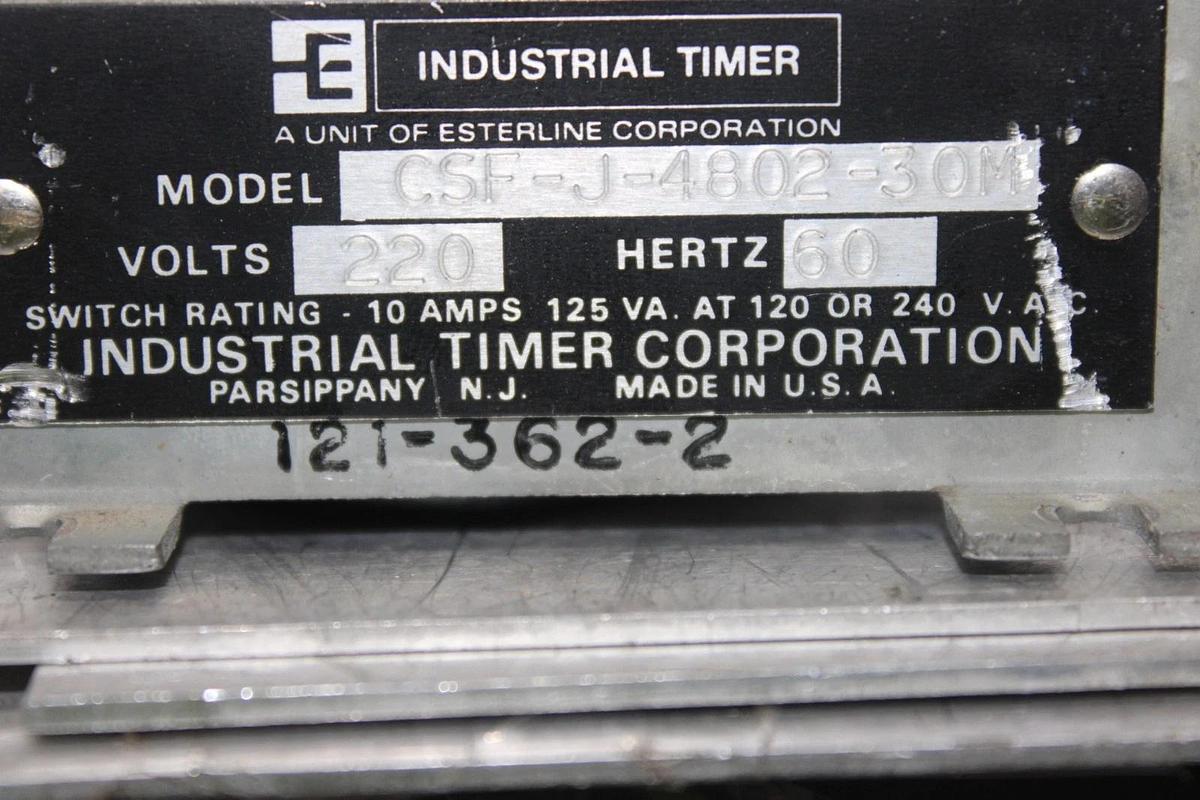 INDUSTRIAL TIMER
A UNIT OF ESTERLINE CORPORATION
MODEL CSF-J-4802-30M
VOLTS 220 HERTZ 60
SWITCH RATING - 10 AMPS 125 VA. AT 120 OR 240 V.A.C.
INDUSTRIAL TIMER CORPORATION
PARSIPPANY N.J. MADE IN U.S.A.
121-362-2